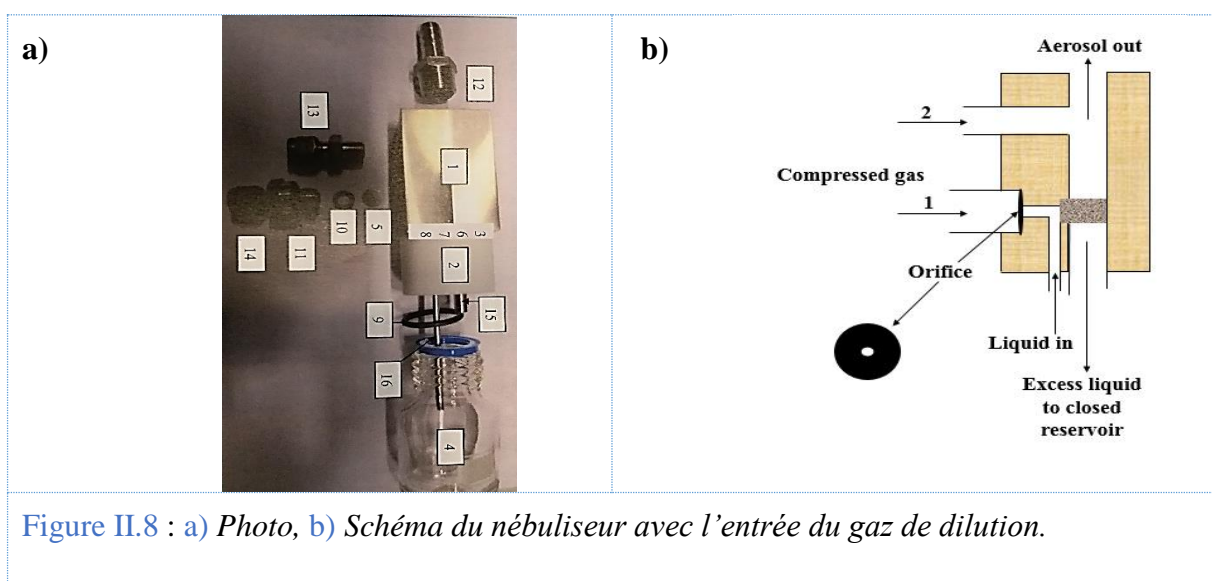 a)
12
13
1
10
5
14
11
8 7 6 3
2
9
15
16
4
b)
Aerosol out
2
Compressed gas
1
Orifice
Liquid in
Excess liquid
to closed
reservoir
Figure II.8 : a) Photo, b) Schéma du nébuliseur avec l’entrée du gaz de dilution.